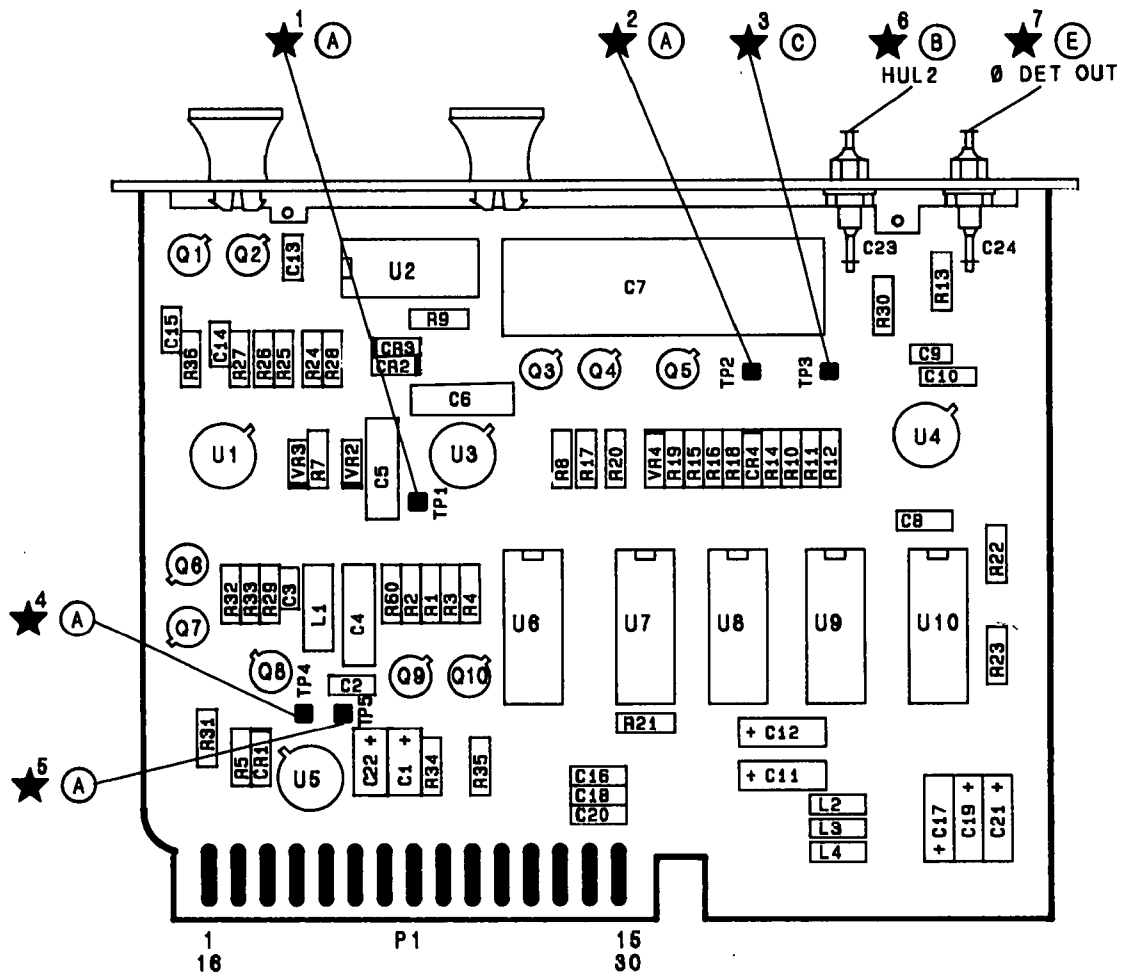 1 A
2 A
3 C
6 B
7 E
HUL2
Ø DET OUT
Q1
Q2
C13
U2
C7
C23
C24
R30
R13
C15
R36
C14
R27
R26
R25
R24
R28
R9
CR3
CR2
C6
Q3
Q4
Q5
TP2
TP3
C9
C10
U1
VR3
R7
VR2
C5
U3
TP1
R8
R17
R20
VR4
R19
R15
R16
R18
CR4
R14
R10
R11
R12
U4
C8
R22
Q6
R32
R33
R29
C3
L1
C4
R60
R2
R1
R3
R4
U6
U7
U8
U9
U10
4 A
Q7
Q8
TP4
C2
Q9
Q10
R23
TP5
R31
R5
CR1
U5
C22 +
C1 +
R34
R35
R21
+ C12
+ C11
5 A
C16
C18
C20
L2
L3
L4
+ C17
C19 +
C21 +
1
P1
15
16
30